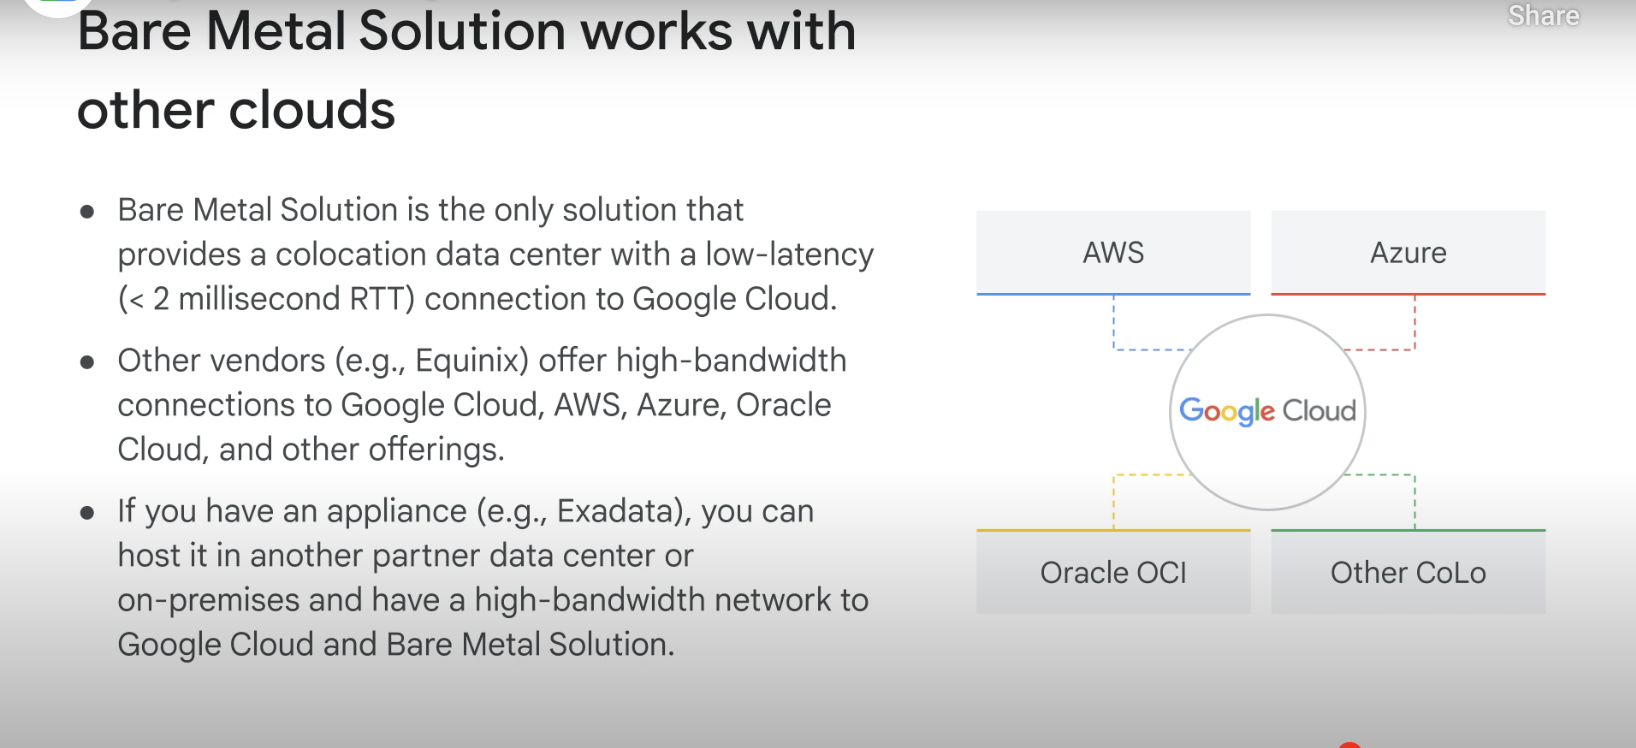 Share
Bare Metal Solution works with
other clouds
● Bare Metal Solution is the only solution that
provides a colocation data center with a low-latency
(< 2 millisecond RTT) connection to Google Cloud.
● Other vendors (e.g., Equinix) offer high-bandwidth
connections to Google Cloud, AWS, Azure, Oracle
Cloud, and other offerings.
● If you have an appliance (e.g., Exadata), you can
host it in another partner data center or
on-premises and have a high-bandwidth network to
Google Cloud and Bare Metal Solution.
AWS
Azure
Google Cloud
Oracle OCI
Other CoLo